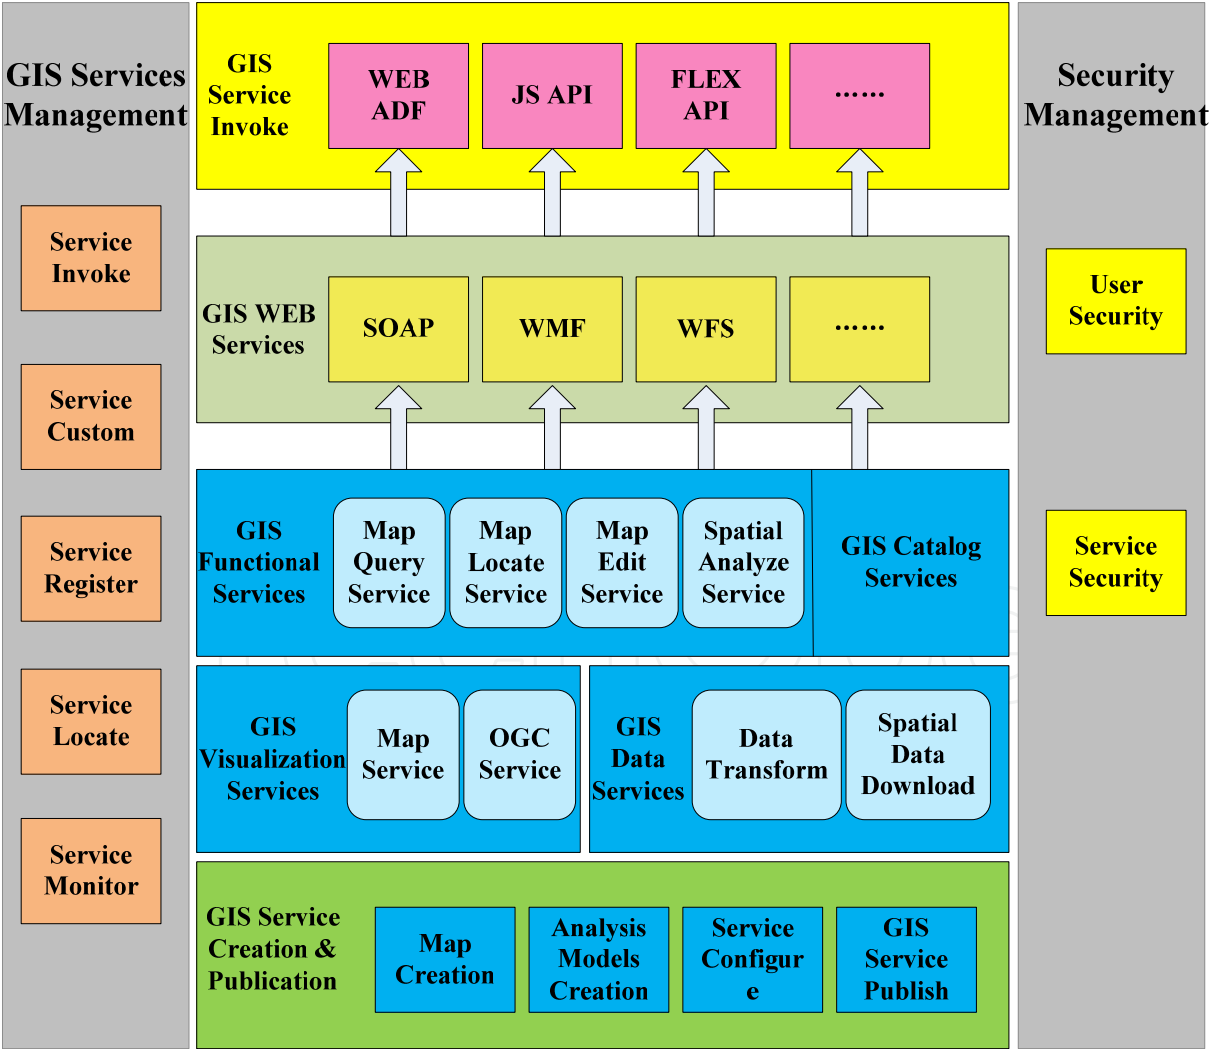 GIS Services
Management
Service
Invoke
Service
Custom
Service
Register
Service
Locate
Service
Monitor
GIS
Service
Invoke
WEB
ADF
JS API
FLEX
API
......
GIS WEB
Services
SOAP
WMF
WFS
......
GIS
Functional
Services
Map
Query
Service
Map
Locate
Service
Map
Edit
Service
Spatial
Analyze
Service
GIS Catalog
Services
GIS
Visualization
Services
Map
Service
OGC
Service
GIS
Data
Services
Data
Transform
Spatial
Data
Download
GIS Service
Creation &
Publication
Map
Creation
Analysis
Models
Creation
Service
Configur
e
GIS
Service
Publish
Security
Management
User
Security
Service
Security